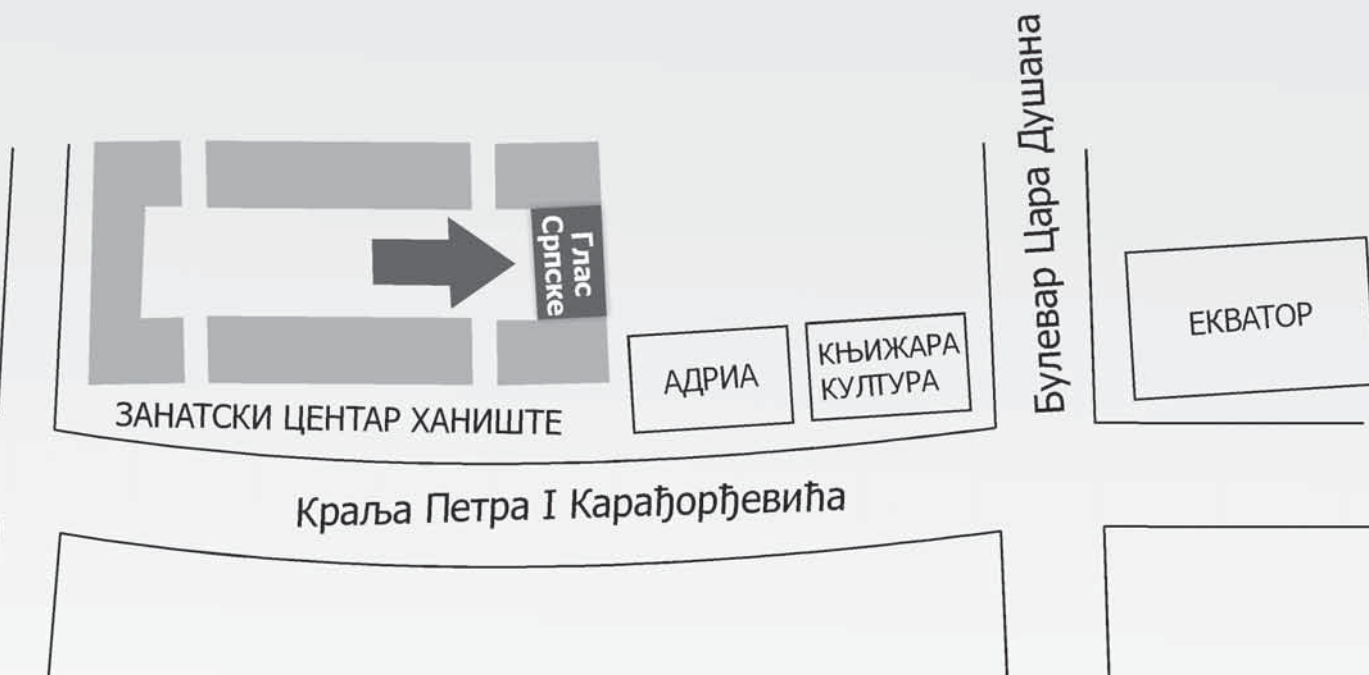 Булевар Цара Душана
Глас
Српске
ЕКВАТОР
КЊИЖАРА
КУЛТУРА
АДРИА
ЗАНАТСКИ ЦЕНТАР ХАНИШТЕ
Краља Петра I Карађорђевића